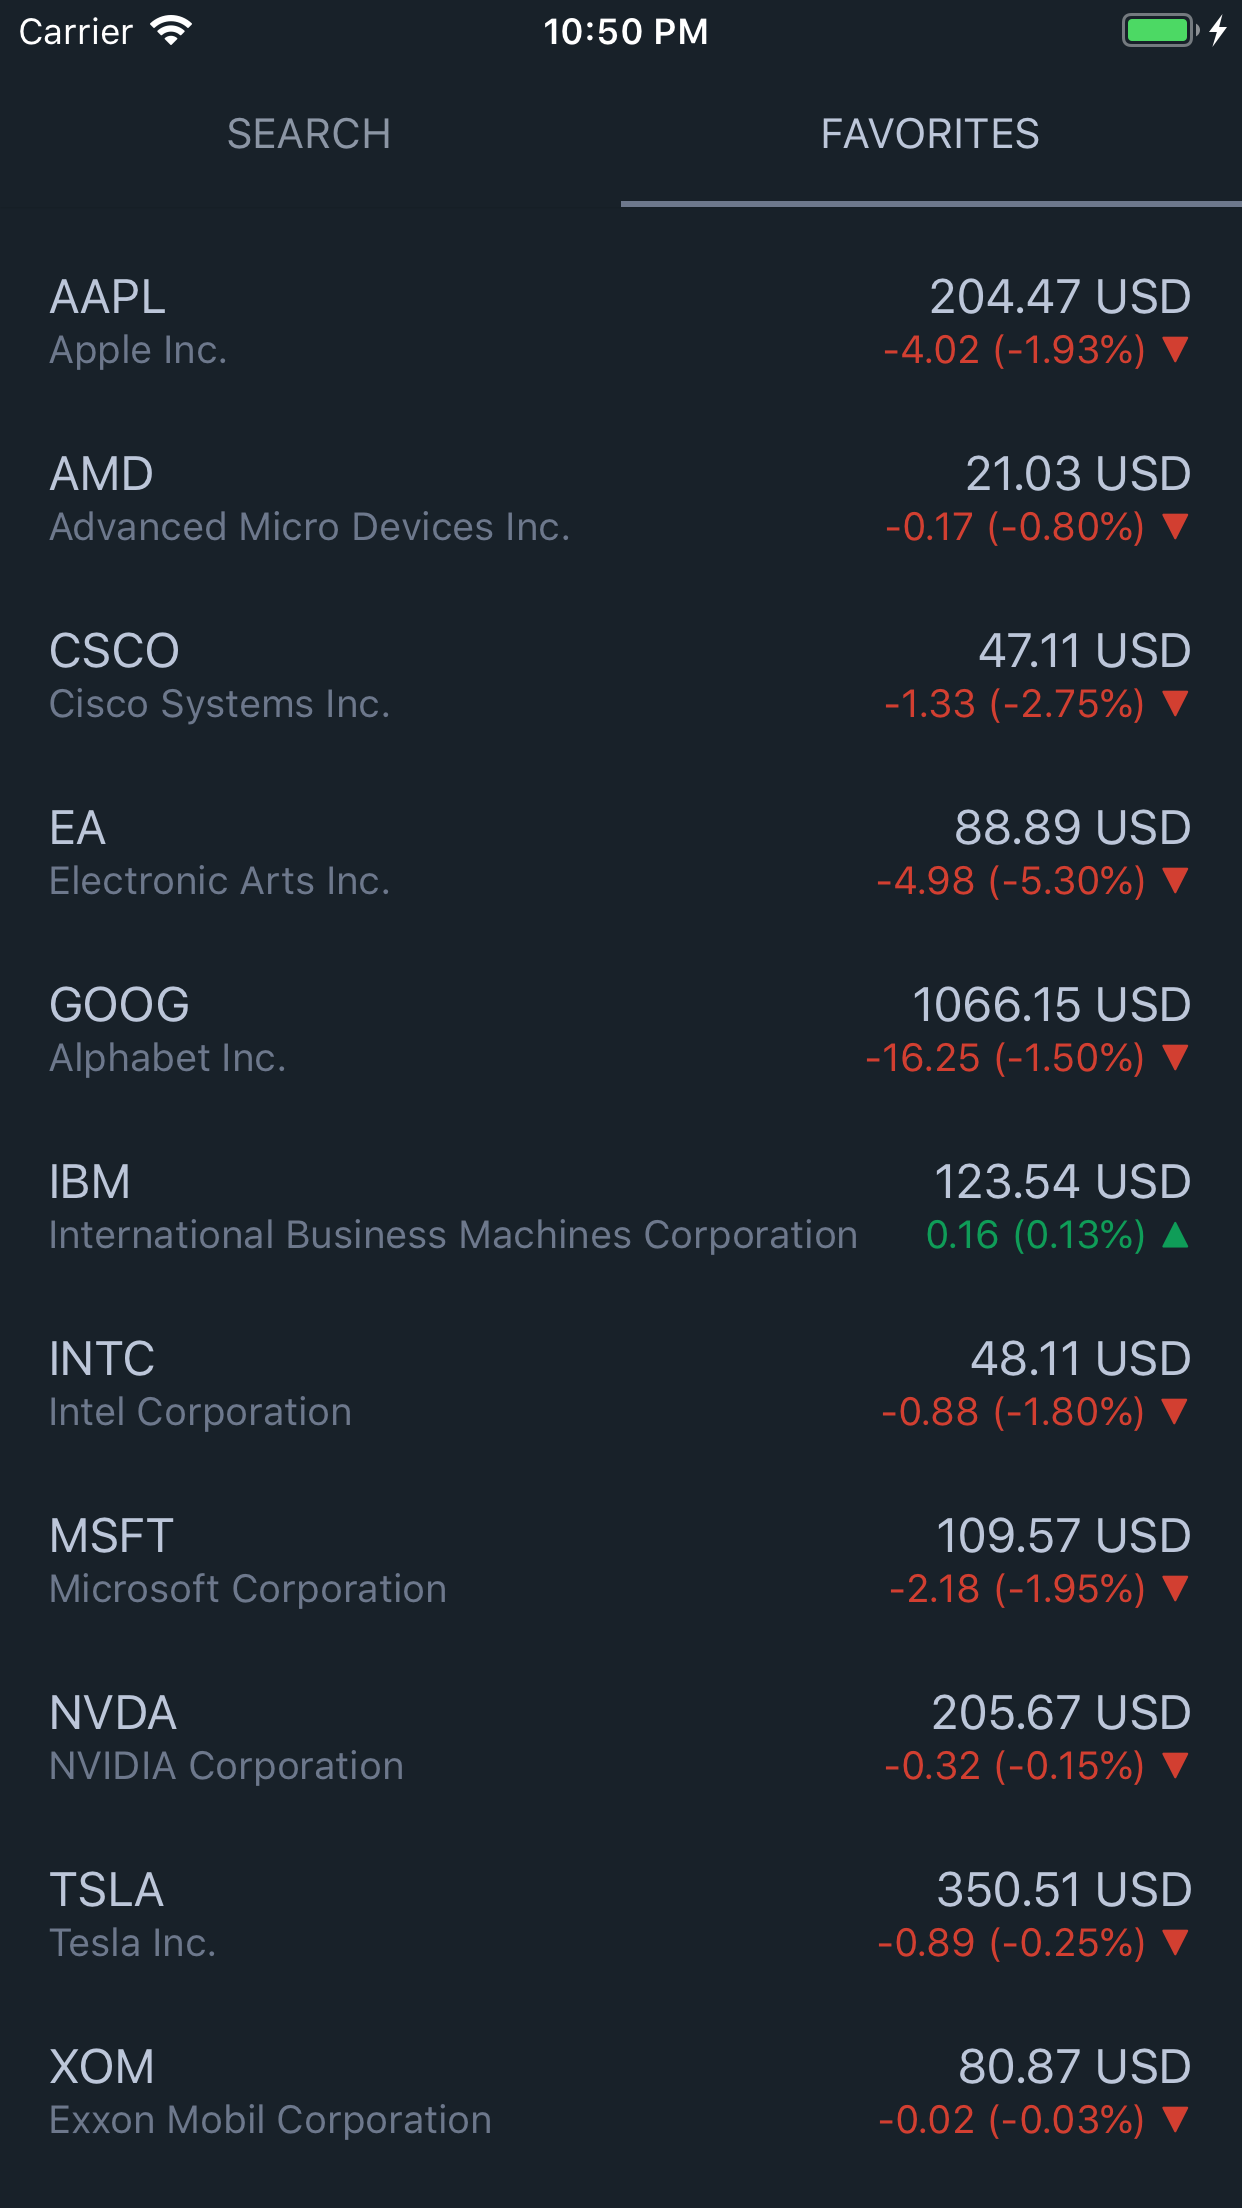 Carrier 10:50 PM
SEARCH FAVORITES
AAPL 204.47 USD
Apple Inc. -4.02 (-1.93%) ▼
AMD 21.03 USD
Advanced Micro Devices Inc. -0.17 (-0.80%) ▼
CSCO 47.11 USD
Cisco Systems Inc. -1.33 (-2.75%) ▼
EA 88.89 USD
Electronic Arts Inc. -4.98 (-5.30%) ▼
GOOG 1066.15 USD
Alphabet Inc. -16.25 (-1.50%) ▼
IBM 123.54 USD
International Business Machines Corporation 0.16 (0.13%) ▲
INTC 48.11 USD
Intel Corporation -0.88 (-1.80%) ▼
MSFT 109.57 USD
Microsoft Corporation -2.18 (-1.95%) ▼
NVDA 205.67 USD
NVIDIA Corporation -0.32 (-0.15%) ▼
TSLA 350.51 USD
Tesla Inc. -0.89 (-0.25%) ▼
XOM 80.87 USD
Exxon Mobil Corporation -0.02 (-0.03%) ▼